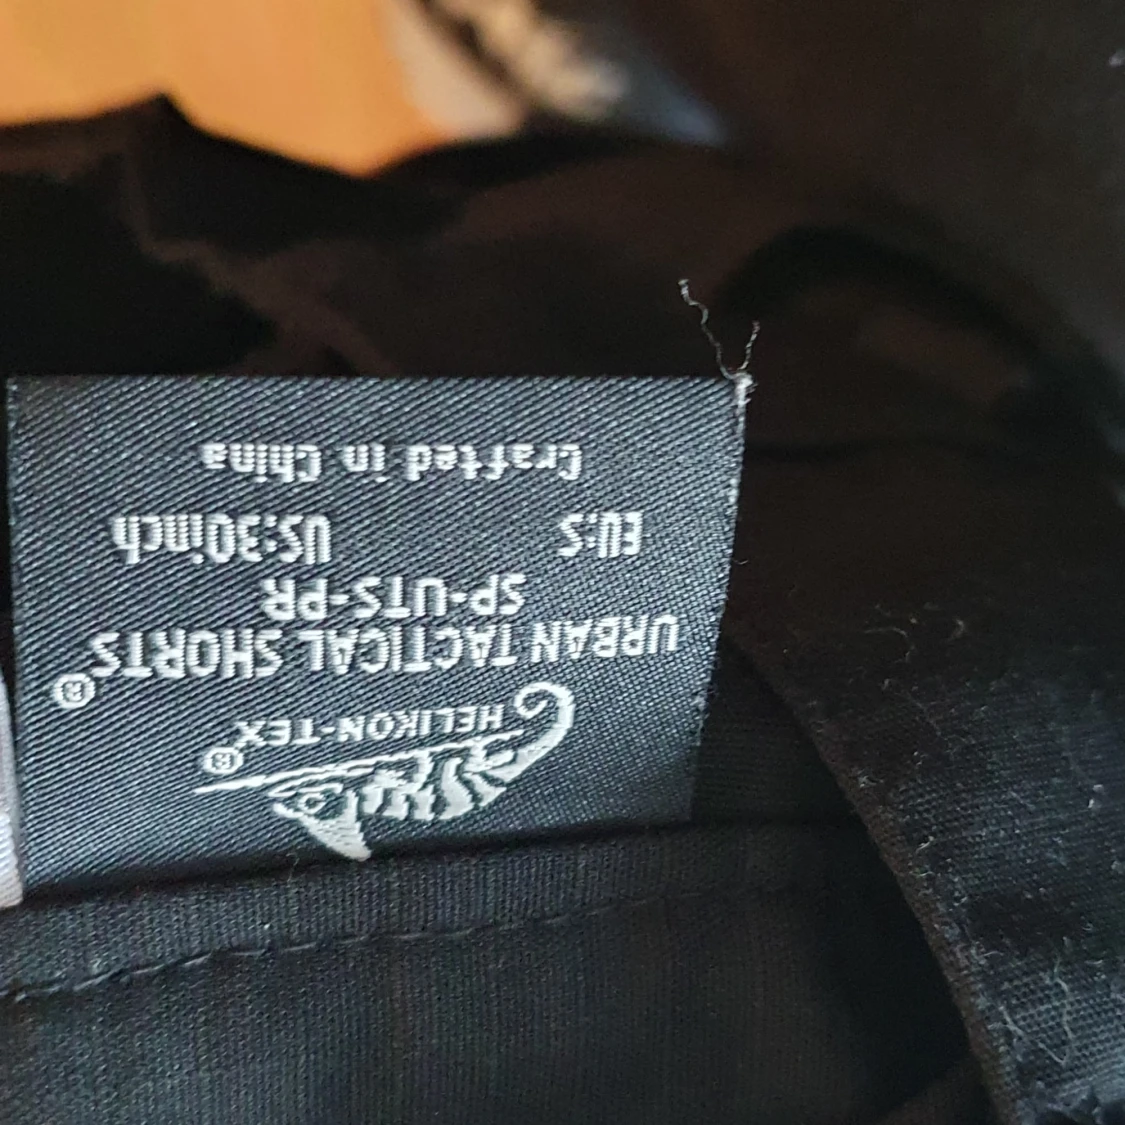 HELIKON-TEX®
URBAN TACTICAL SHORTS®
SP-UTS-PR
EU:S US:30inch
Crafted in China